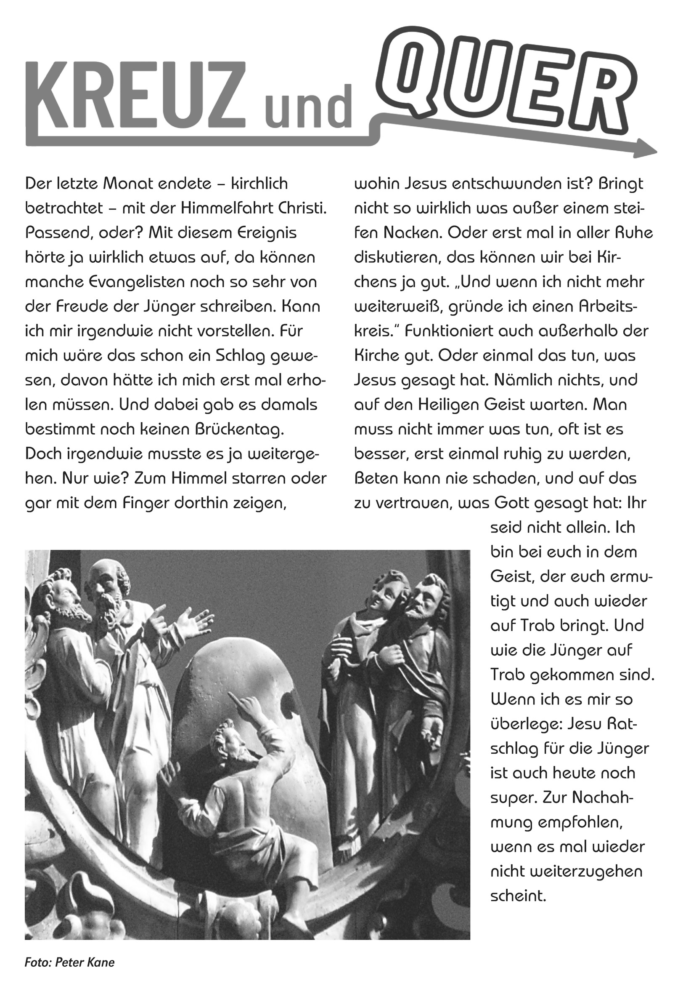 KREUZ und QUER
Der letzte Monat endete – kirchlich
betrachtet – mit der Himmelfahrt Christi.
Passend, oder? Mit diesem Ereignis
hörte ja wirklich etwas auf, da können
manche Evangelisten noch so sehr von
der Freude der Jünger schreiben. Kann
ich mir irgendwie nicht vorstellen. Für
mich wäre das schon ein Schlag gewe-
sen, davon hätte ich mich erst mal erho-
len müssen. Und dabei gab es damals
bestimmt noch keinen Brückentag.
Doch irgendwie musste es ja weiterge-
hen. Nur wie? Zum Himmel starren oder
gar mit dem Finger dorthin zeigen,
wohin Jesus entschwunden ist? Bringt
nicht so wirklich was außer einem stei-
fen Nacken. Oder erst mal in aller Ruhe
diskutieren, das können wir bei Kir-
chens ja gut. „Und wenn ich nicht mehr
weiterweiß, gründe ich einen Arbeits-
kreis.“ Funktioniert auch außerhalb der
Kirche gut. Oder einmal das tun, was
Jesus gesagt hat. Nämlich nichts, und
auf den Heiligen Geist warten. Man
muss nicht immer was tun, oft ist es
besser, erst einmal ruhig zu werden,
Beten kann nie schaden, und auf das
zu vertrauen, was Gott gesagt hat: Ihr
seid nicht allein. Ich
bin bei euch in dem
Geist, der euch ermu-
tigt und auch wieder
auf Trab bringt. Und
wie die Jünger auf
Trab gekommen sind.
Wenn ich es mir so
überlege: Jesu Rat-
schlag für die Jünger
ist auch heute noch
super. Zur Nachah-
mung empfohlen,
wenn es mal wieder
nicht weiterzugehen
scheint.
Foto: Peter Kane